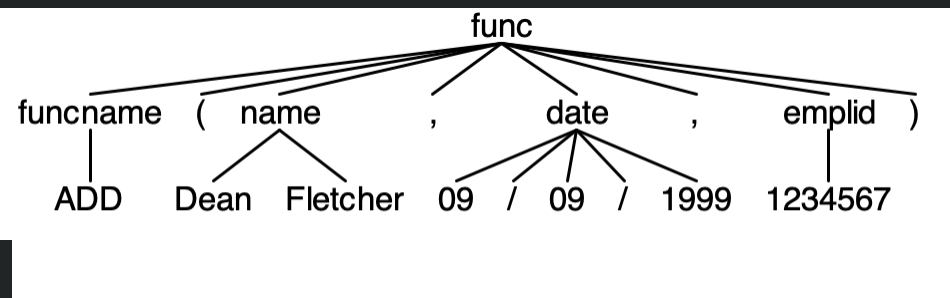 func
funcname ( name , date , emplid )
ADD Dean Fletcher 09 / 09 / 1999 1234567